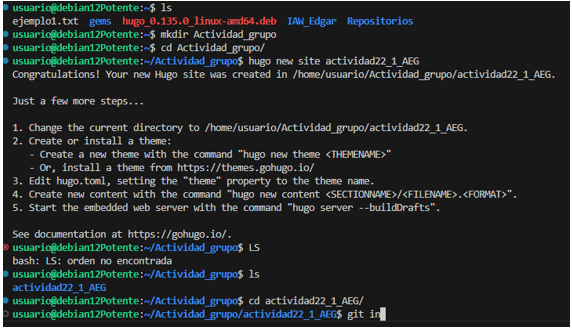 usuario@debian12Potente:~$ ls
ejemplo1.txt  gems  hugo_0.135.0_linux-amd64.deb  IAW_Edgar  Repositorios
usuario@debian12Potente:~$ mkdir Actividad_grupo
usuario@debian12Potente:~$ cd Actividad_grupo/
usuario@debian12Potente:~/Actividad_grupo$ hugo new site actividad22_1_AEG
Congratulations! Your new Hugo site was created in /home/usuario/Actividad_grupo/actividad22_1_AEG.

Just a few more steps...

1. Change the current directory to /home/usuario/Actividad_grupo/actividad22_1_AEG.
2. Create or install a theme:
   - Create a new theme with the command "hugo new theme <THEMENAME>"
   - Or, install a theme from https://themes.gohugo.io/
3. Edit hugo.toml, setting the "theme" property to the theme name.
4. Create new content with the command "hugo new content <SECTIONNAME>/<FILENAME>.<FORMAT>".
5. Start the embedded web server with the command "hugo server --buildDrafts".

See documentation at https://gohugo.io/.
usuario@debian12Potente:~/Actividad_grupo$ LS
bash: LS: orden no encontrada
usuario@debian12Potente:~/Actividad_grupo$ ls
actividad22_1_AEG
usuario@debian12Potente:~/Actividad_grupo$ cd actividad22_1_AEG/
usuario@debian12Potente:~/Actividad_grupo/actividad22_1_AEG$ git in